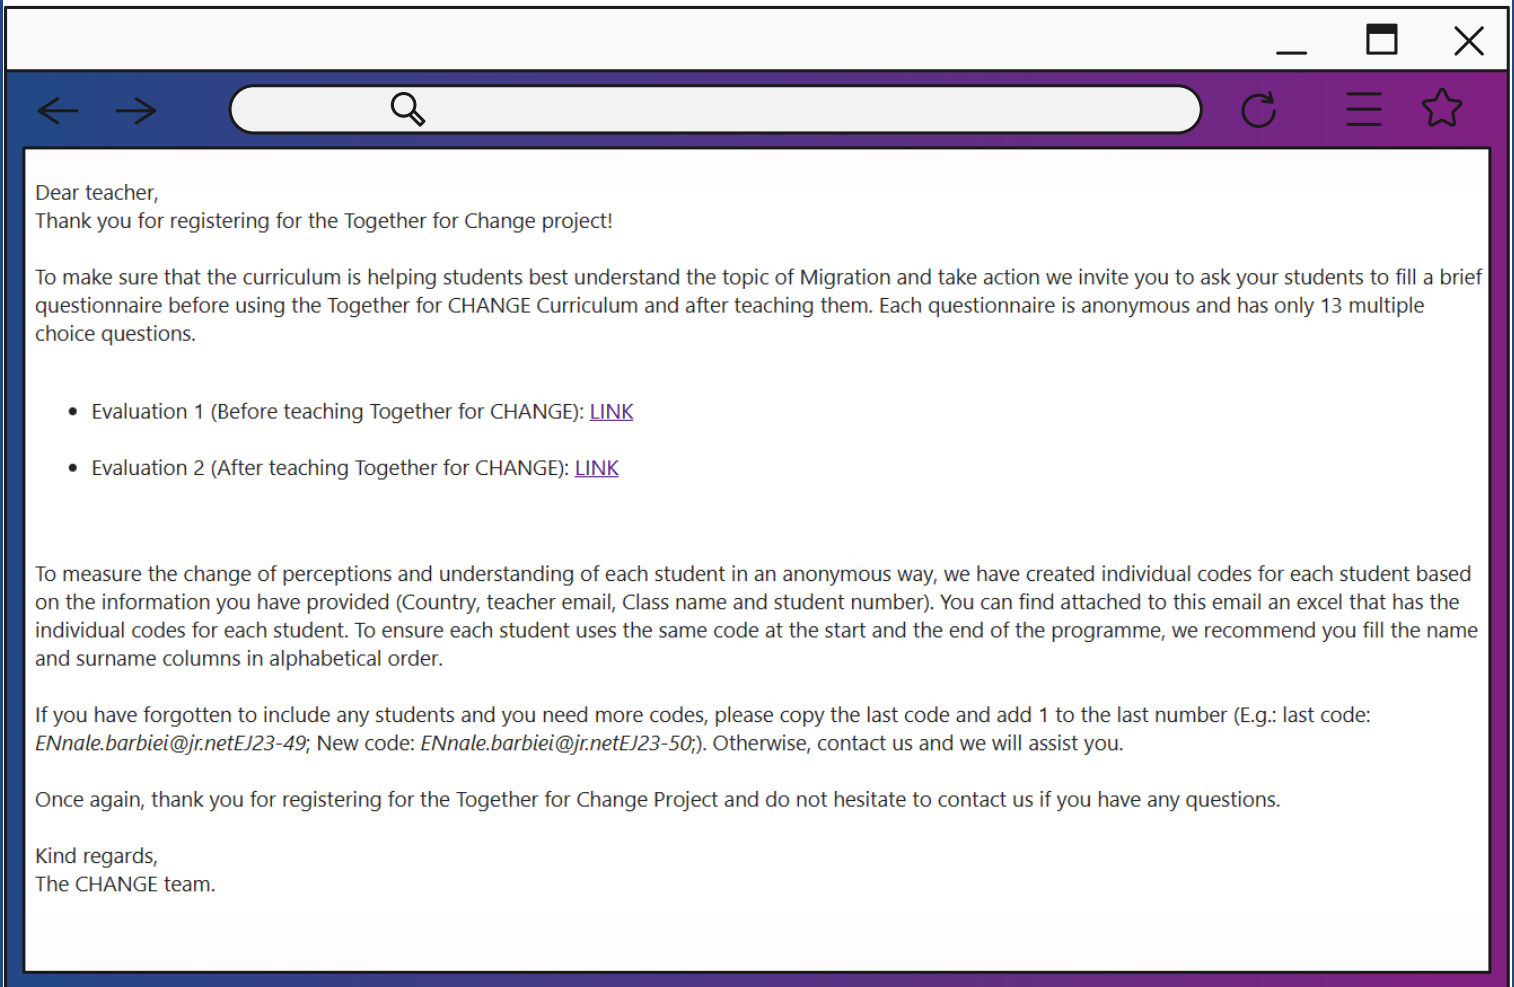 Dear teacher,
Thank you for registering for the Together for Change project!
To make sure that the curriculum is helping students best understand the topic of Migration and take action we invite you to ask your students to fill a brief
questionnaire before using the Together for CHANGE Curriculum and after teaching them. Each questionnaire is anonymous and has only 13 multiple
choice questions.
• Evaluation 1 (Before teaching Together for CHANGE): LINK
• Evaluation 2 (After teaching Together for CHANGE): LINK
To measure the change of perceptions and understanding of each student in an anonymous way, we have created individual codes for each student based
on the information you have provided (Country, teacher email, Class name and student number). You can find attached to this email an excel that has the
individual codes for each student. To ensure each student uses the same code at the start and the end of the programme, we recommend you fill the name
and surname columns in alphabetical order.
If you have forgotten to include any students and you need more codes, please copy the last code and add 1 to the last number (E.g.: last code:
ENnale.barbiei@jr.netEJ23-49; New code: ENnale.barbiei@jr.netEJ23-50;). Otherwise, contact us and we will assist you.
Once again, thank you for registering for the Together for Change Project and do not hesitate to contact us if you have any questions.
Kind regards,
The CHANGE team.